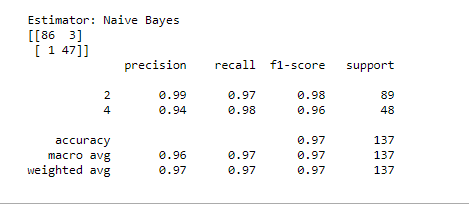 Estimator: Naive Bayes
[[86 3]
[ 1 47]]
precision recall f1-score support
2 0.99 0.97 0.98 89
4 0.94 0.98 0.96 48
accuracy 0.97 137
macro avg 0.96 0.97 0.97 137
weighted avg 0.97 0.97 0.97 137